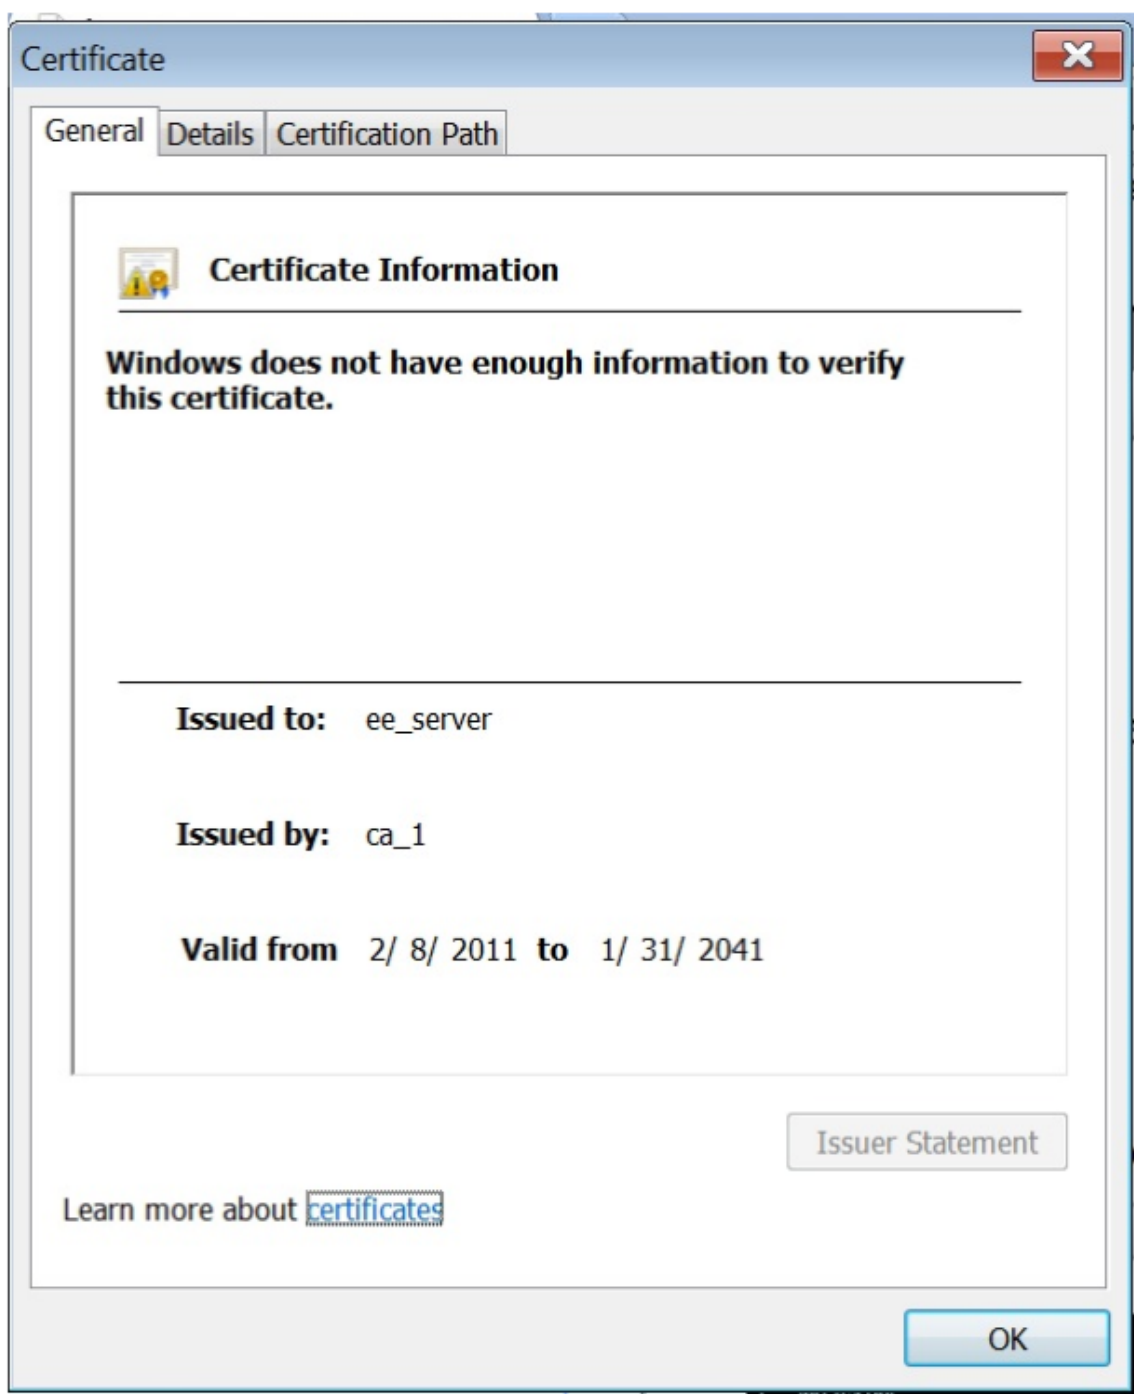 Certificate
General Details Certification Path
Certificate Information
Windows does not have enough information to verify
this certificate.
Issued to: ee_server
Issued by: ca_1
Valid from 2/ 8/ 2011 to 1/ 31/ 2041
Issuer Statement
Learn more about certificates
OK